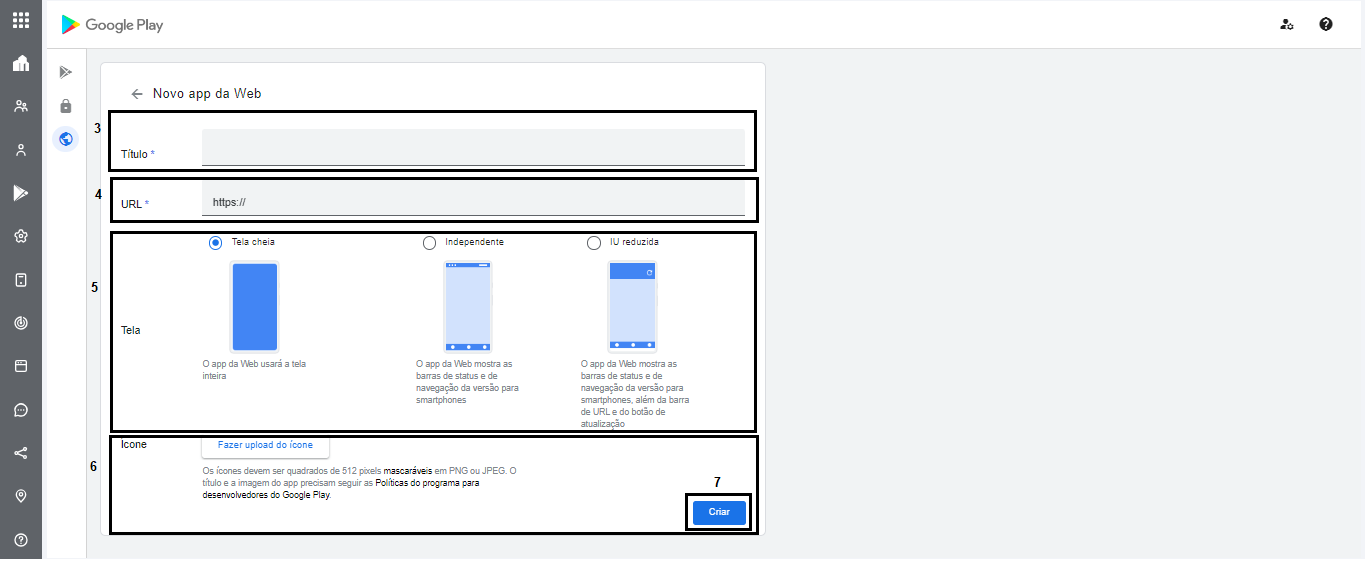 Google Play
Novo app da Web
3
Título *
4
URL *
https://
5
Tela cheia
Independente
IU reduzida
Tela
O app da Web usará a tela
inteira
O app da Web mostra as
barras de status e de
navegação da versão para
smartphones
O app da Web mostra as
barras de status e de
navegação da versão para
smartphones, além da barra
de URL e do botão de
atualização
6
Ícone
Fazer upload do ícone
Os ícones devem ser quadrados de 512 pixels mascaráveis em PNG ou JPEG. O
título e a imagem do app precisam seguir as Políticas do programa para
desenvolvedores do Google Play.
7
Criar